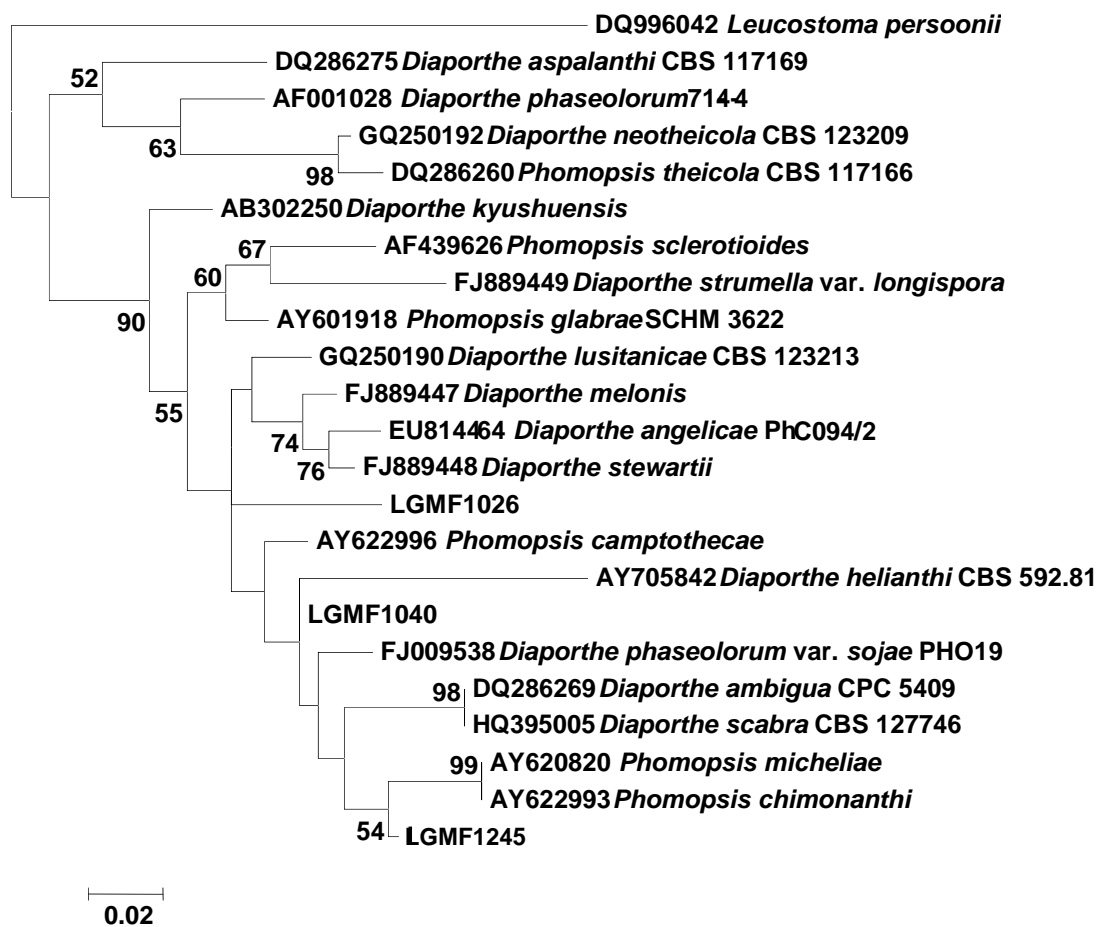 DQ996042 Leucostoma persoonii
52
DQ286275 Diaporthe aspalanthi CBS 117169
AF001028 Diaporthe phaseolorum714-4
63
GQ250192 Diaporthe neotheicola CBS 123209
98
DQ286260 Phomopsis theicola CBS 117166
AB302250 Diaporthe kyushuensis
67
AF439626 Phomopsis sclerotioides
60
FJ889449 Diaporthe strumella var. longispora
90
AY601918 Phomopsis glabrae SCHM 3622
GQ250190 Diaporthe lusitanicae CBS 123213
55
FJ889447 Diaporthe melonis
74
EU814464 Diaporthe angelicae PhC094/2
76
FJ889448 Diaporthe stewartii
LGMF1026
AY622996 Phomopsis camptothecae
AY705842 Diaporthe helianthi CBS 592.81
LGMF1040
FJ009538 Diaporthe phaseolorum var. sojae PHO19
98
DQ286269 Diaporthe ambigua CPC 5409
HQ395005 Diaporthe scabra CBS 127746
99
AY620820 Phomopsis micheliae
AY622993 Phomopsis chimonanthi
54
LGMF1245
0.02